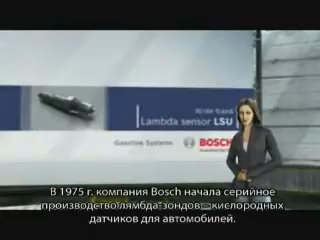 Wide-band
Lambda sensor LSU
Gasoline Systems
BOSCH
В 1975 г. компания Bosch начала серийное
производство лямбда-зондов—кислородных
датчиков для автомобилей.